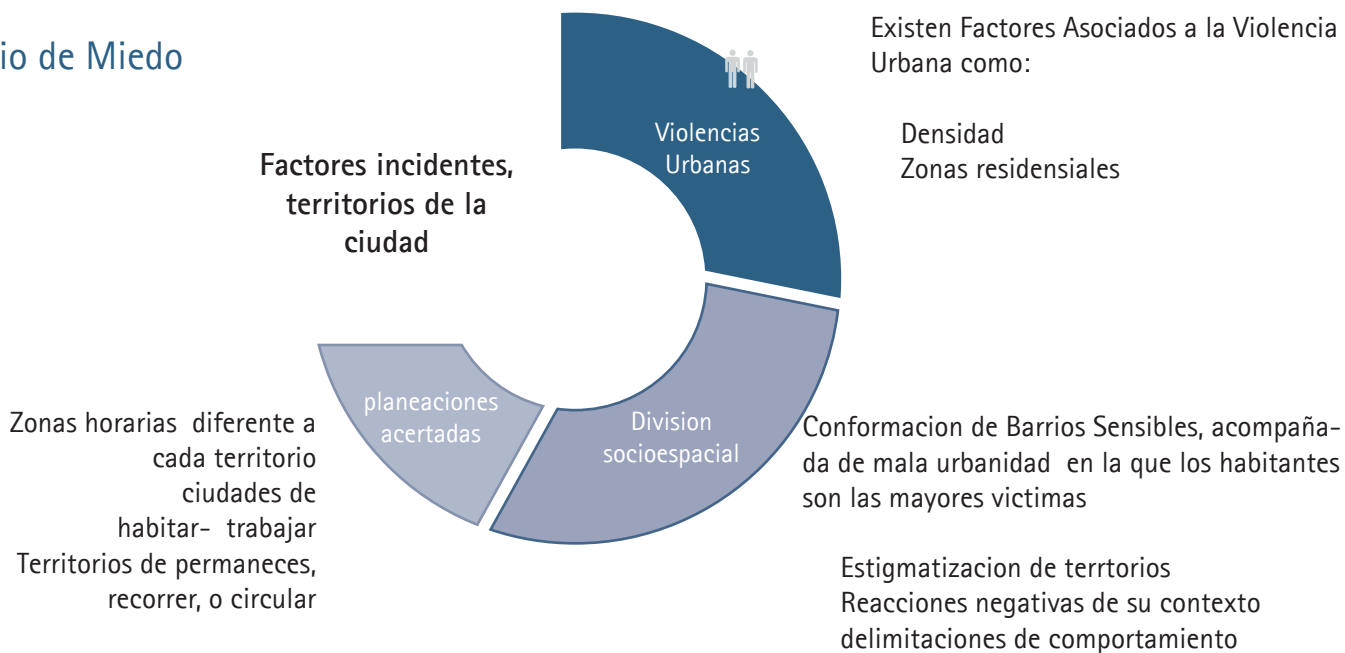 io de Miedo
Factores incidentes,
territorios de la
ciudad
Violencias
Urbanas
Existen Factores Asociados a la Violencia
Urbana como:
Densidad
Zonas residensiales
planeaciones
acertadas
Zonas horarias diferente a
cada territorio
ciudades de
habitar- trabajar
Territorios de permaneces,
recorrer, o circular
Division
socioespacial
Conformacion de Barrios Sensibles, acompaña-
da de mala urbanidad en la que los habitantes
son las mayores victimas
Estigmatizacion de terrtorios
Reacciones negativas de su contexto
delimitaciones de comportamiento